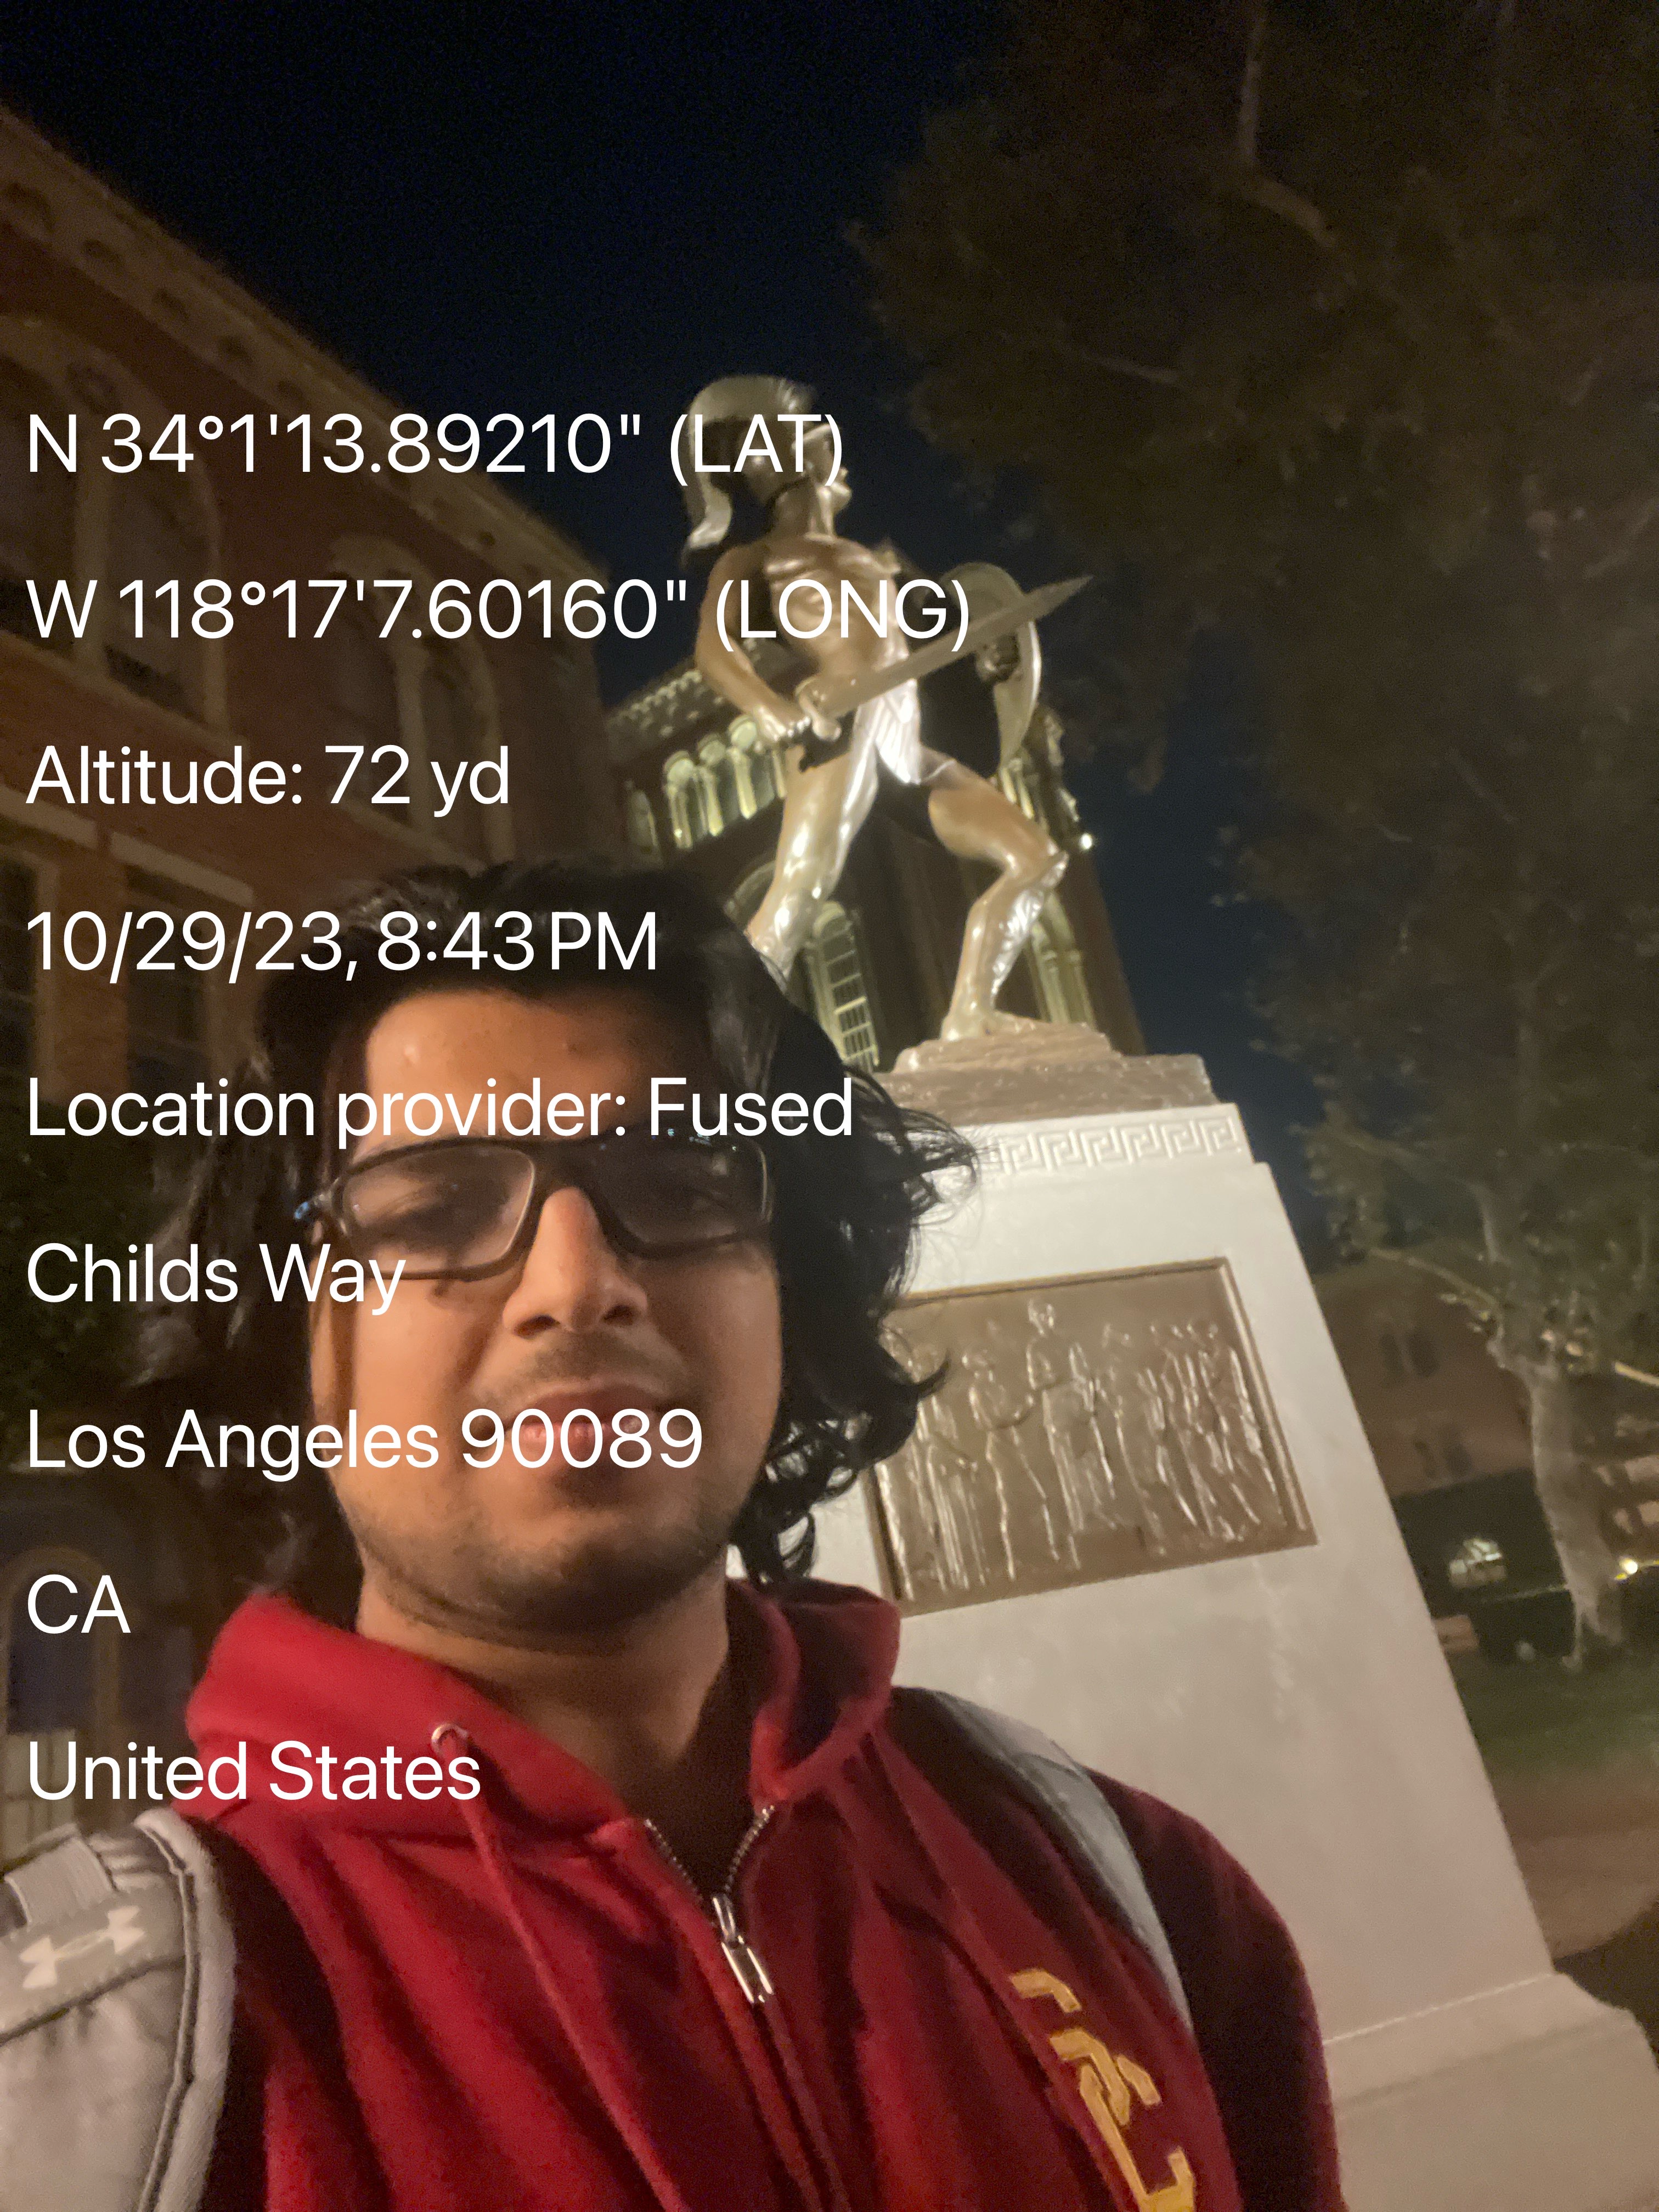 N 34°1'13.89210" (LAT)
W 118°17'7.60160" (LONG)
Altitude: 72 yd
10/29/23, 8:43 PM
Location provider: Fused
Childs Way
Los Angeles 90089
CA
United States